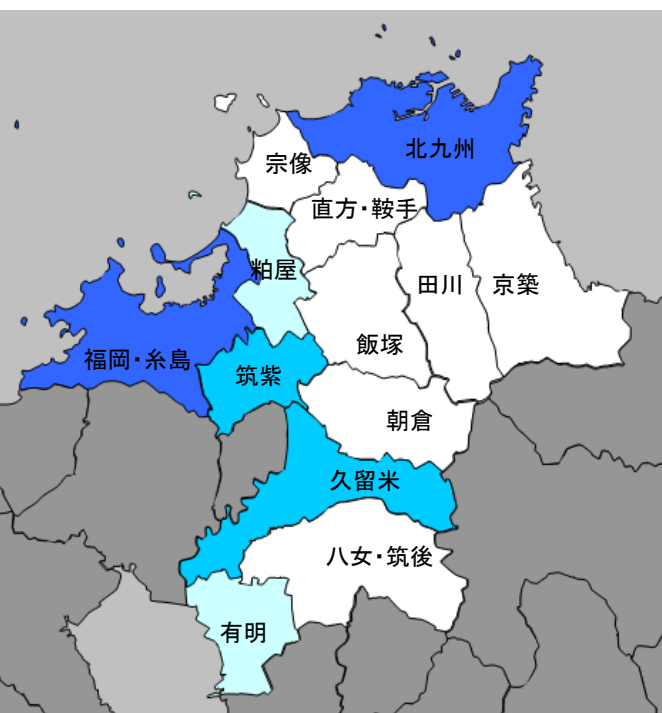 北九州
宗像
直方・鞍手
粕屋
田川
京築
飯塚
福岡・糸島
筑紫
朝倉
久留米
八女・筑後
有明